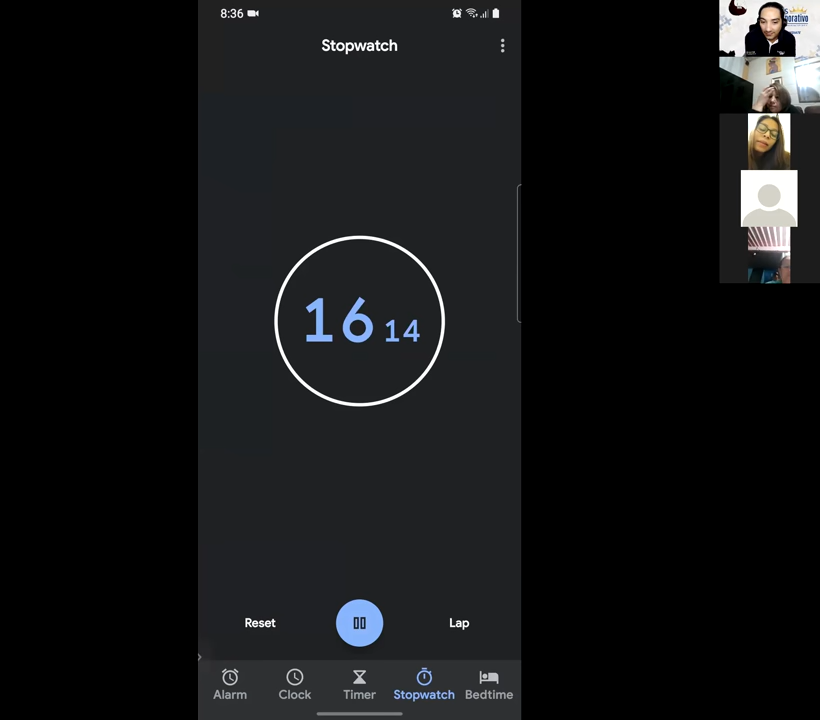 8:36
Stopwatch
16 14
Reset
Lap
Alarm
Clock
Timer
Stopwatch
Bedtime